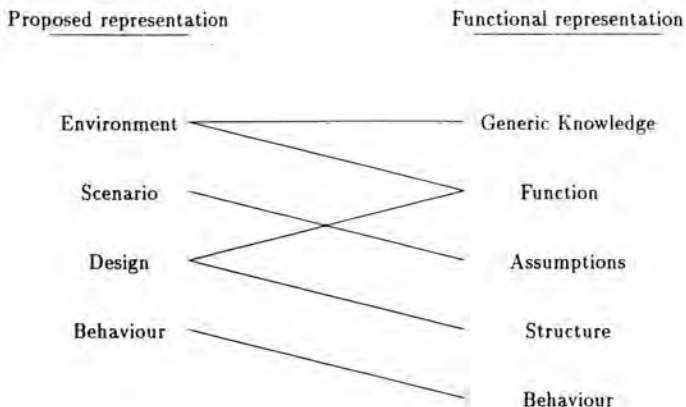 Proposed representation
Functional representation
Environment
Generic Knowledge
Scenario
Function
Design
Assumptions
Behaviour
Structure
Behaviour